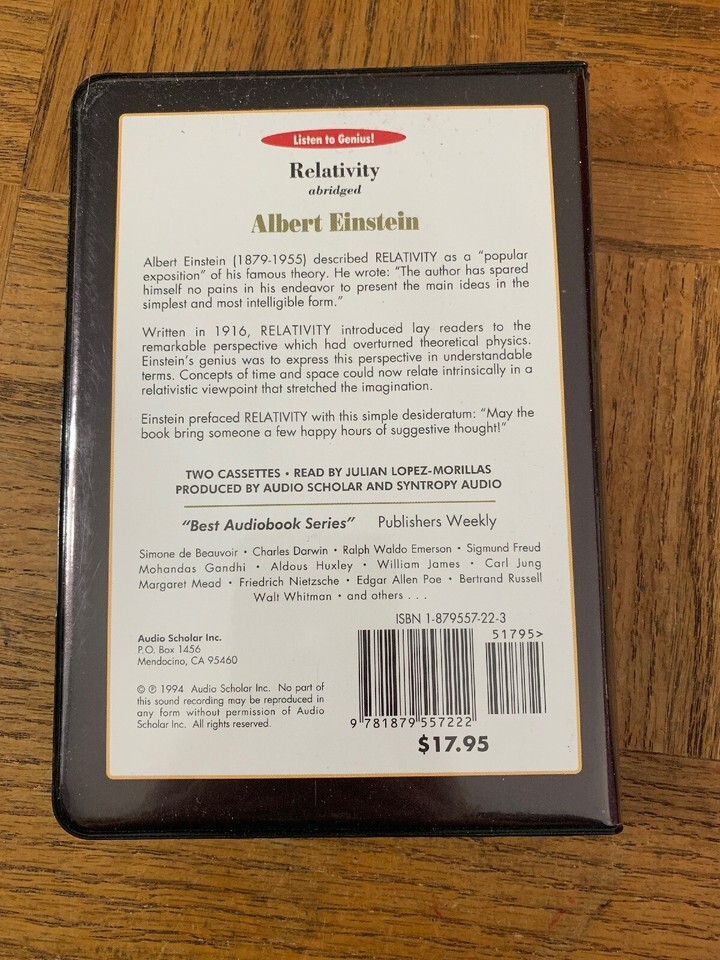 Listen to Genius!
Relativity
abridged
Albert Einstein
Albert Einstein (1879-1955) described RELATIVITY as a "popular
exposition" of his famous theory. He wrote: "The author has spared
himself no pains in his endeavor to present the main ideas in the
simplest and most intelligible form."
Written in 1916, RELATIVITY introduced lay readers to the
remarkable perspective which had overturned theoretical physics.
Einstein's genius was to express this perspective in understandable
terms. Concepts of time and space could now relate intrinsically in a
relativistic viewpoint that stretched the imagination.
Einstein prefaced RELATIVITY with this simple desideratum: "May the
book bring someone a few happy hours of suggestive thought!"
TWO CASSETTES • READ BY JULIAN LOPEZ-MORILLAS
PRODUCED BY AUDIO SCHOLAR AND SYNTROPY AUDIO
"Best Audiobook Series" Publishers Weekly
Simone de Beauvoir • Charles Darwin • Ralph Waldo Emerson • Sigmund Freud
Mohandas Gandhi • Aldous Huxley • William James • Carl Jung
Margaret Mead • Friedrich Nietzsche • Edgar Allen Poe • Bertrand Russell
Walt Whitman • and others . . .
ISBN 1-879557-22-3
51795>
Audio Scholar Inc.
P.O. Box 1456
Mendocino, CA 95460
© ℗ 1994 Audio Scholar Inc. No part of
this sound recording may be reproduced in
any form without permission of Audio
Scholar Inc. All rights reserved.
9 781879 557222
$17.95